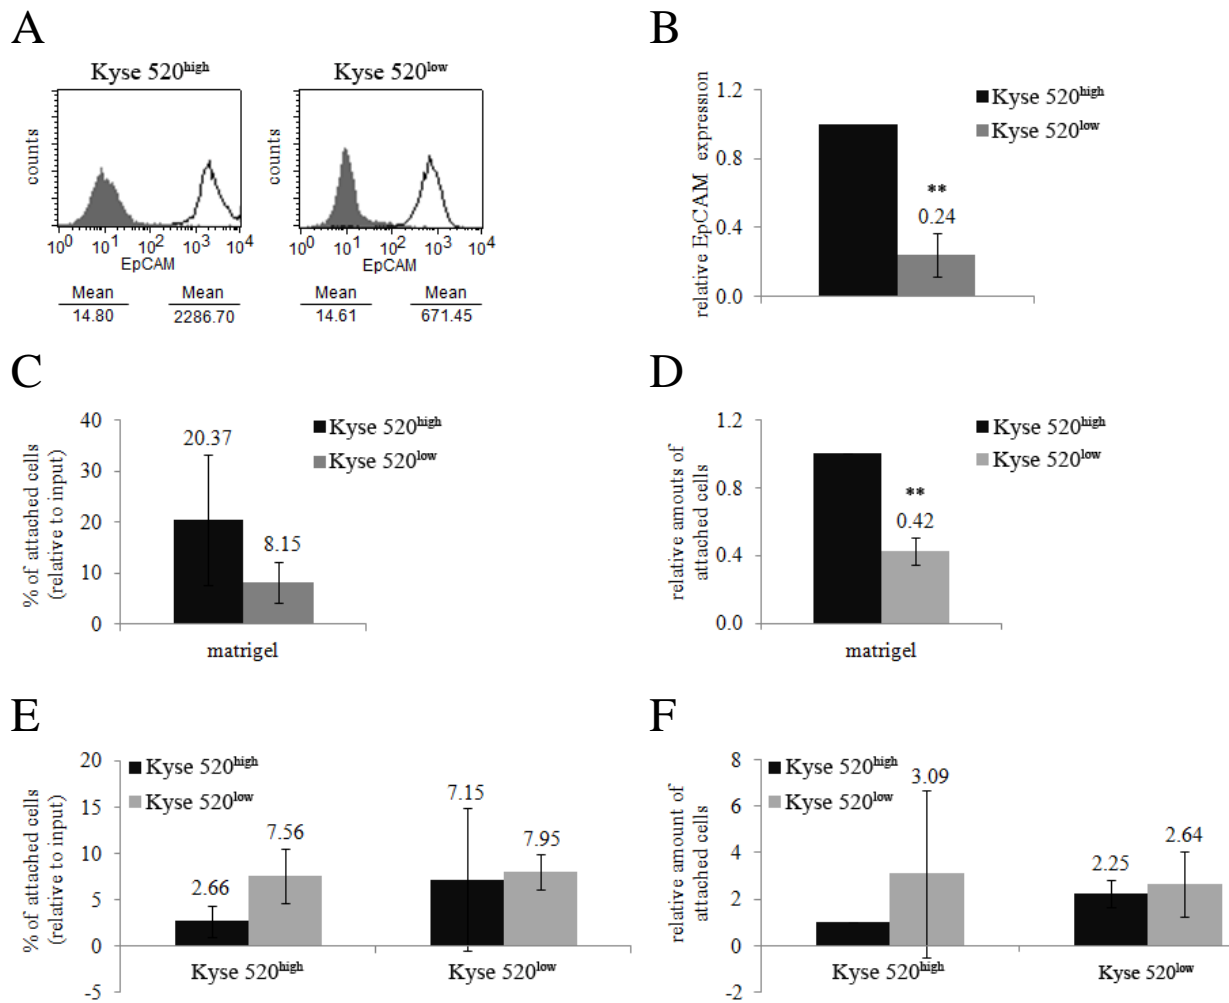 A
Kyse 520high
Kyse 520low
counts
counts
100 101 102 103 104
100 101 102 103 104
EpCAM
EpCAM
Mean
Mean
Mean
Mean
14.80
2286.70
14.61
671.45
B
relative EpCAM expression
1.2
0.8
0.4
0.0
Kyse 520high
Kyse 520low
**
0.24
C
% of attached cells
(relative to input)
40
30
20
10
0
20.37
8.15
Kyse 520high
Kyse 520low
matrigel
D
relative amouts of
attached cells
1.2
0.8
0.4
0.0
**
0.42
Kyse 520high
Kyse 520low
matrigel
E
% of attached cells
(relative to input)
20
15
10
5
0
-5
Kyse 520high
Kyse 520low
2.66
7.56
7.15
7.95
Kyse 520high
Kyse 520low
F
relative amount of
attached cells
8
6
4
2
0
-2
Kyse 520high
Kyse 520low
3.09
2.25
2.64
Kyse 520high
Kyse 520low